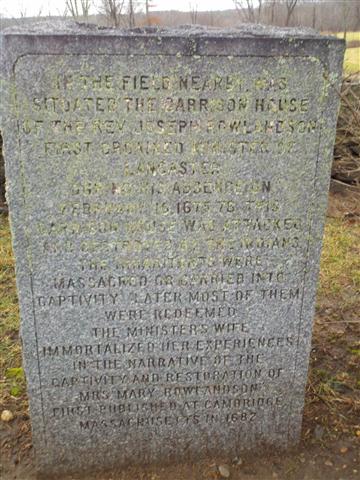 IN THE FIELD NEARBY WAS
SITUATED THE GARRISON HOUSE
OF THE REV. JOSEPH ROWLANDSON
FIRST ORDAINED MINISTER OF
LANCASTER
DURING HIS ABSENCE ON
FEBRUARY 10, 1675-76 THIS
GARRISON HOUSE WAS ATTACKED
AND DESTROYED BY THE INDIANS.
THE INHABITANTS WERE
MASSACRED OR CARRIED INTO
CAPTIVITY. LATER MOST OF THEM
WERE REDEEMED
THE MINISTER'S WIFE
IMMORTALIZED HER EXPERIENCES
IN THE NARRATIVE OF THE
CAPTIVITY AND RESTORATION OF
MRS. MARY ROWLANDSON
FIRST PUBLISHED AT CAMBRIDGE
MASSACHUSETTS IN 1682